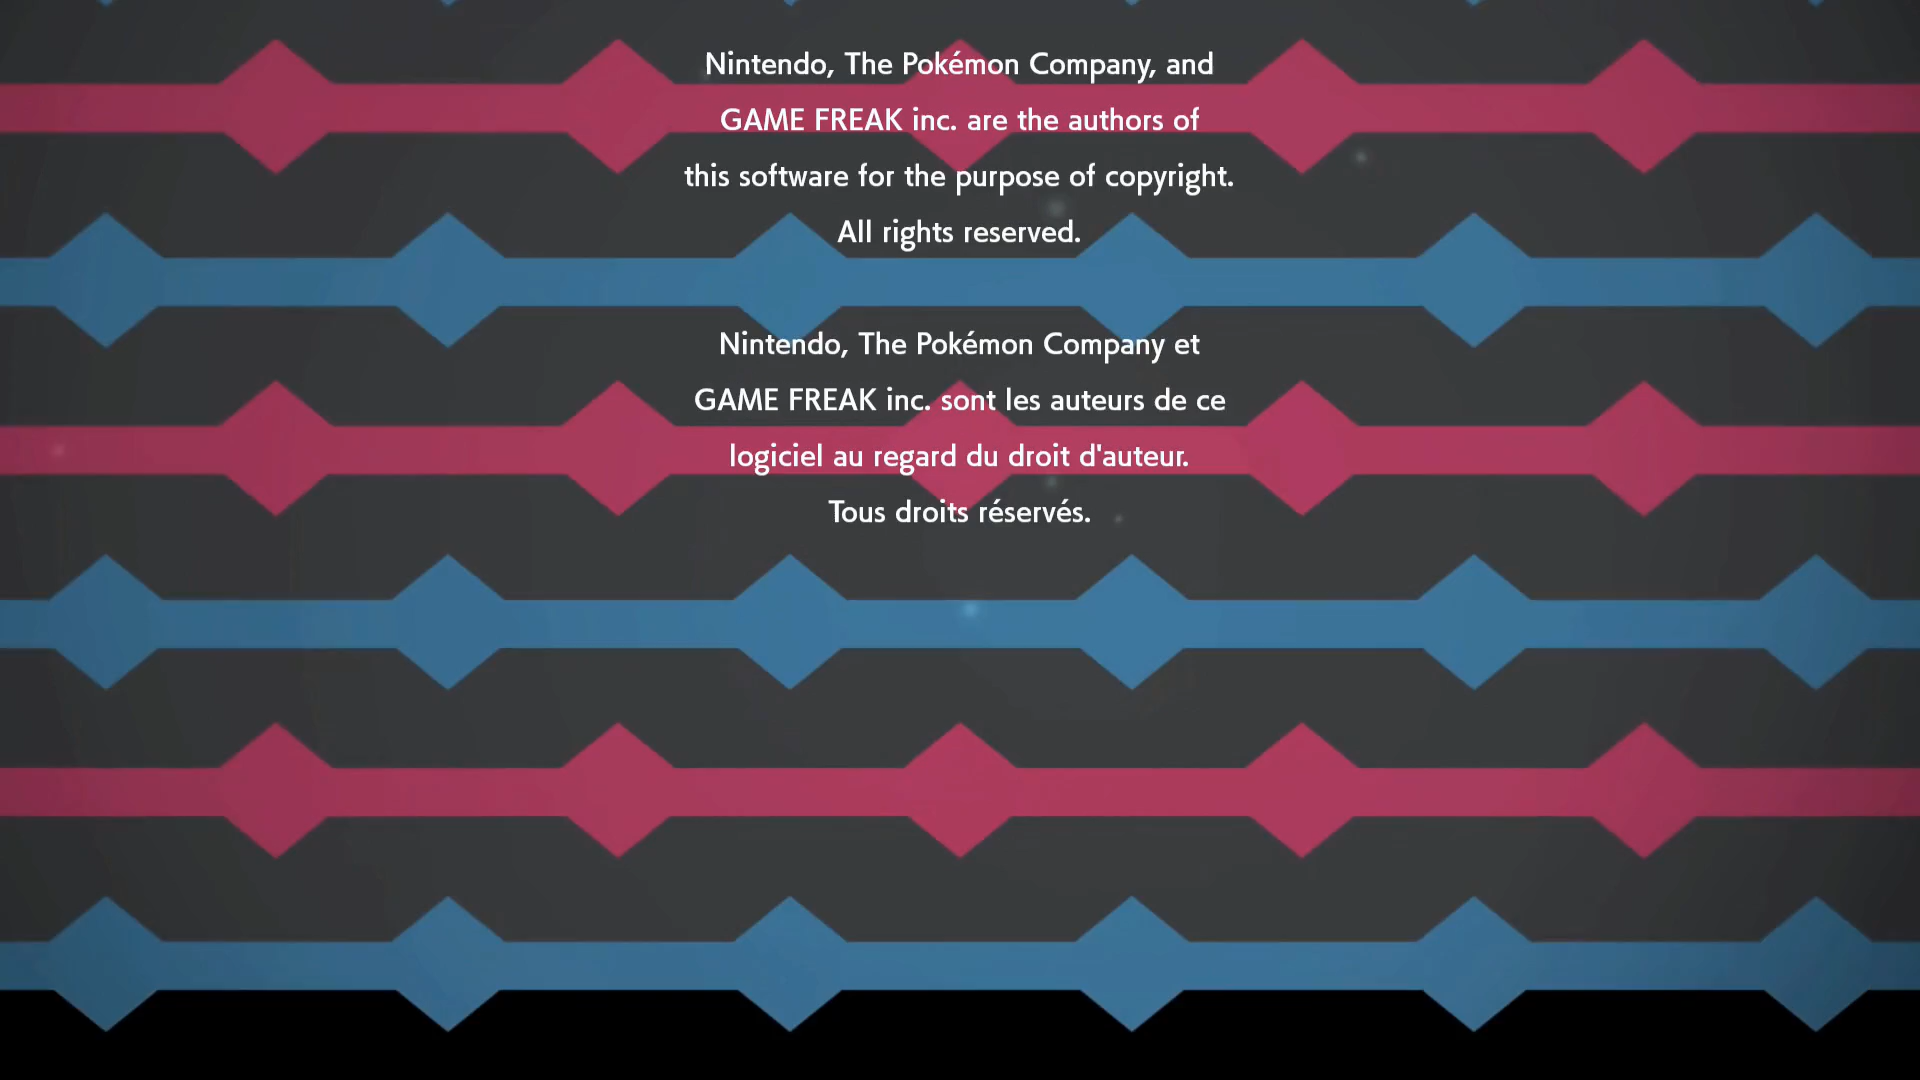 Nintendo, The Pokémon Company, and
GAME FREAK inc. are the authors of
this software for the purpose of copyright.
All rights reserved.
Nintendo, The Pokémon Company et
GAME FREAK inc. sont les auteurs de ce
logiciel au regard du droit d'auteur.
Tous droits réservés.